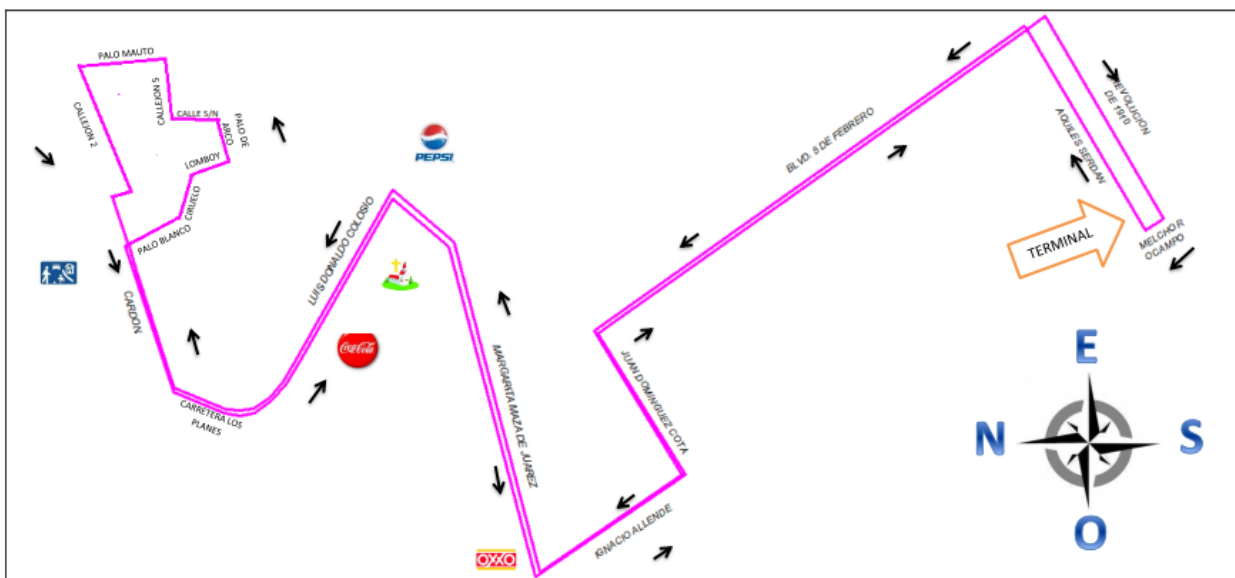 PALO MAUTO
CALLEJON 5
CALLE S/N
PALO DE
ARCO
CALLEJON 2
LOMBOY
CIRUELO
PALO BLANCO
CARDON
CARRETERA LOS
PLANES
LUIS DONALDO COLOSIO
PEPSI
Coca-Cola
MARGARITA MAZA DE JUAREZ
OXXO
IGNACIO ALLENDE
JUAN DOMINGUEZ COTA
BLVD. 5 DE FEBRERO
AQUILES SERDAN
REVOLUCIÓN
DE 1910
TERMINAL
MELCHOR
OCAMPO
E
N
S
O